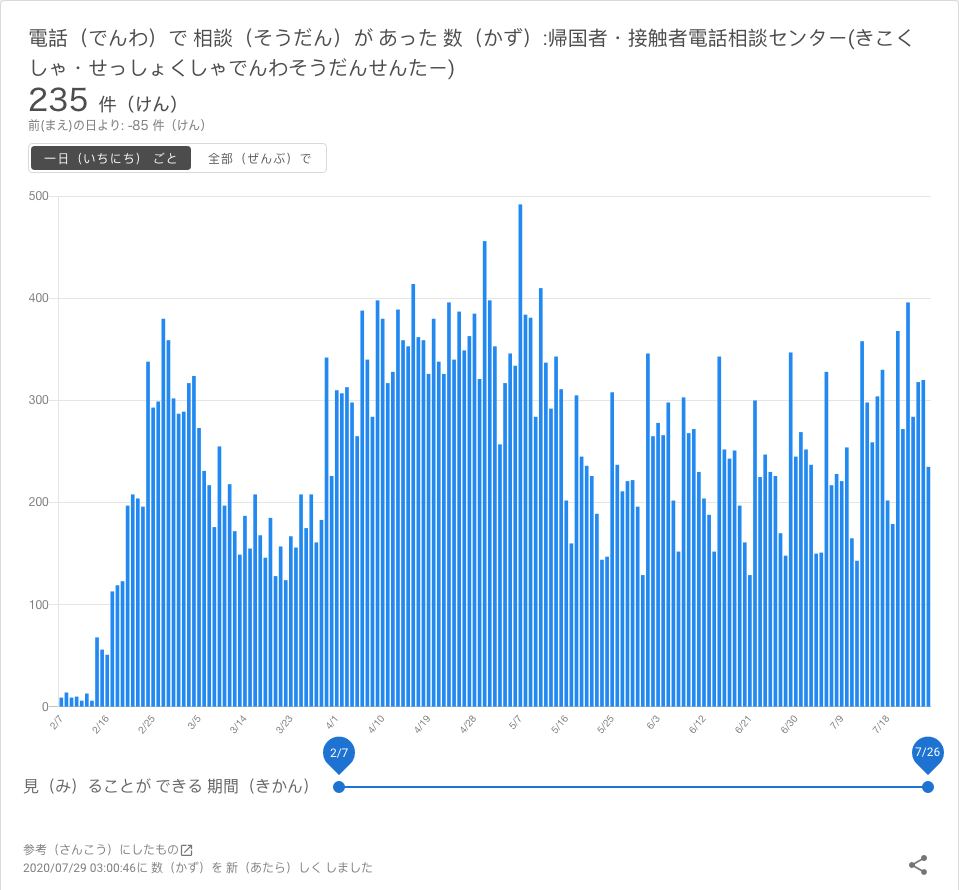 電話（でんわ）で 相談（そうだん）が あった 数（かず）:帰国者・接触者電話相談センター(きこく
しゃ・せっしょくしゃでんわそうだんせんたー)
235 件（けん）
前(まえ)の日より: -85 件（けん）
一日（いちにち） ごと 全部（ぜんぶ）で
500
400
300
200
100
0
2/7 2/16 2/25 3/5 3/14 3/23 4/1 4/10 4/19 4/28 5/7 5/16 5/25 6/3 6/12 6/21 6/30 7/9 7/18
2/7 7/26
見（み）ることが できる 期間（きかん）
参考（さんこう）にしたもの
2020/07/29 03:00:46に 数（かず）を 新（あたら）しく しました